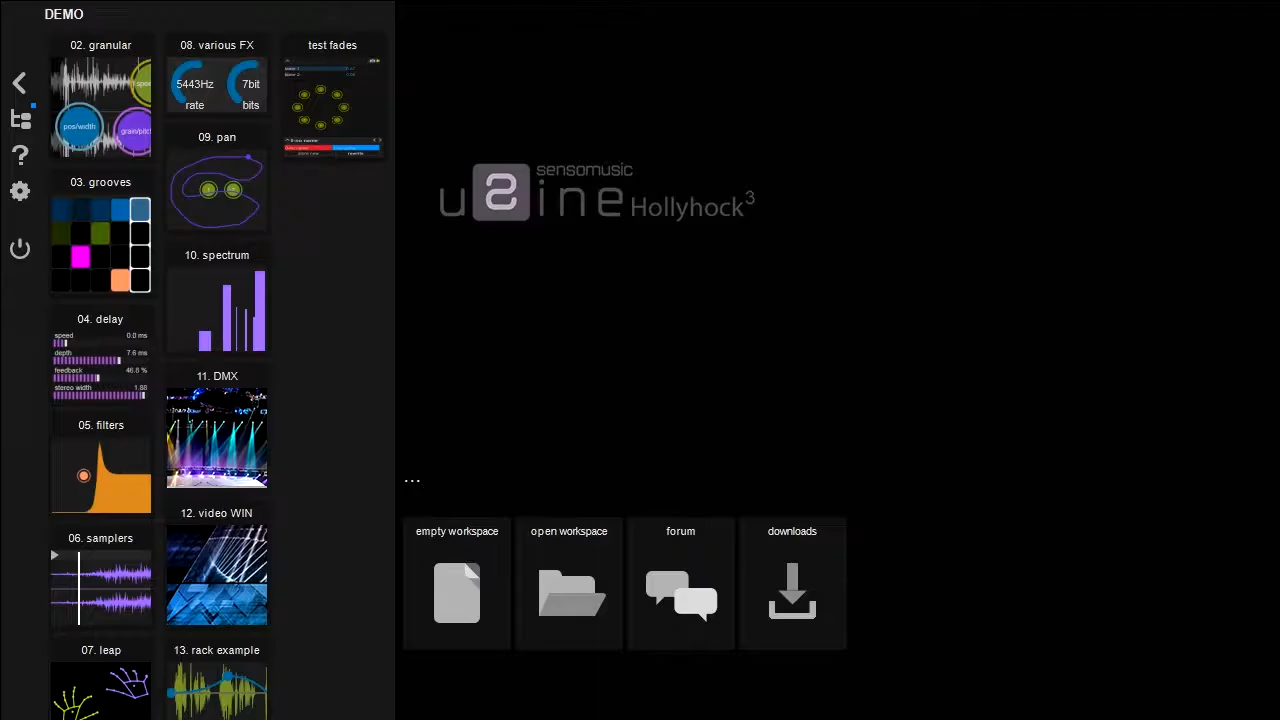 DEMO
02. granular
pos/width
grain/pitch
03. grooves
04. delay
speed 0.0 ms
depth 7.6 ms
feedback 46.8 %
stereo width 1.88
05. filters
06. samplers
07. leap
08. various FX
5443Hz 7bit
rate bits
09. pan
10. spectrum
11. DMX
12. video WIN
13. rack example
test fades
sensomusic
usine Hollyhock3
...
empty workspace
open workspace
forum
downloads